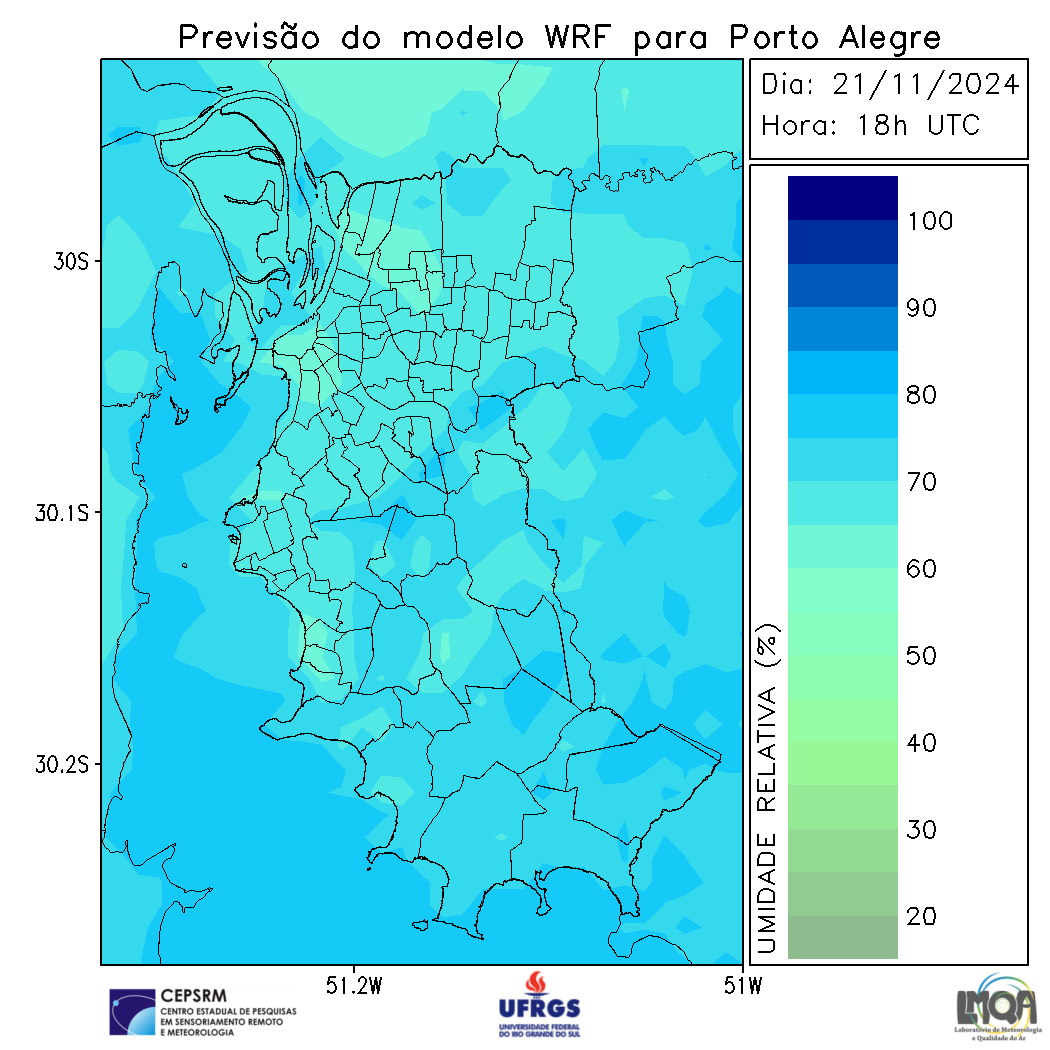 Previsão do modelo WRF para Porto Alegre
Dia: 21/11/2024
Hora: 18h UTC
30S
30.1S
30.2S
51.2W
51W
100
90
80
70
60
50
40
30
20
UMIDADE RELATIVA (%)
CEPSRM
CENTRO ESTADUAL DE PESQUISAS
EM SENSORIAMENTO REMOTO
E METEOROLOGIA
UFRGS
UNIVERSIDADE FEDERAL
DO RIO GRANDE DO SUL
LMQA
Laboratório de Meteorologia
e Qualidade do Ar